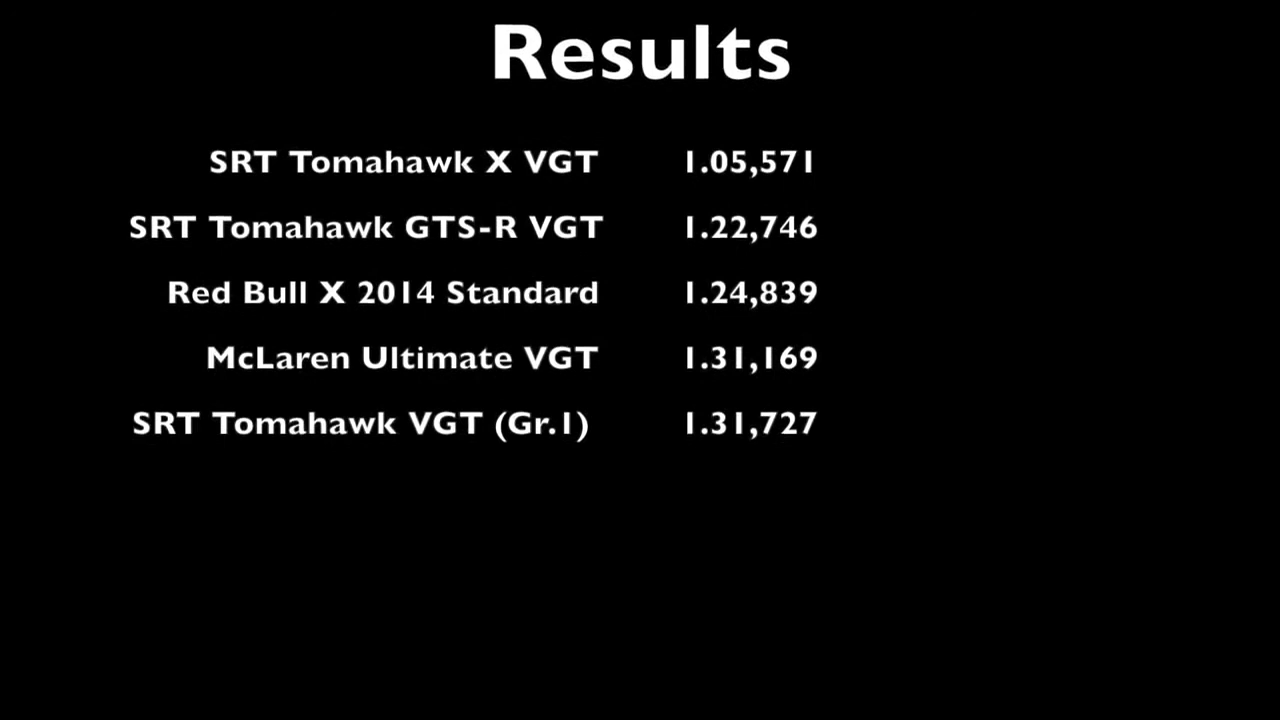 Results
SRT Tomahawk X VGT 1.05,571
SRT Tomahawk GTS-R VGT 1.22,746
Red Bull X 2014 Standard 1.24,839
McLaren Ultimate VGT 1.31,169
SRT Tomahawk VGT (Gr.1) 1.31,727